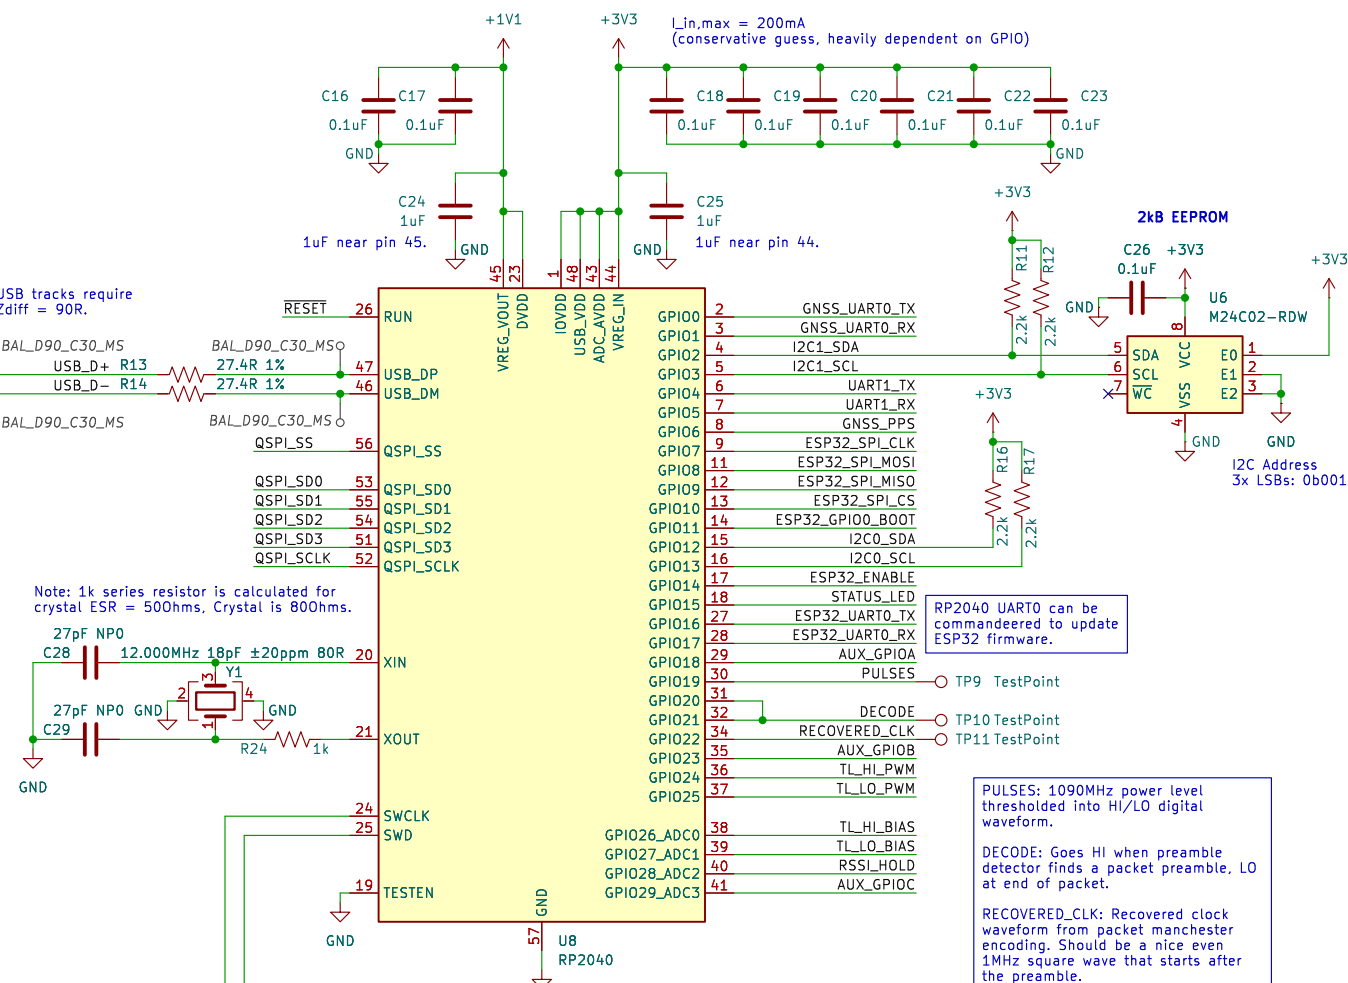 +1V1
+3V3
I_in,max = 200mA
(conservative guess, heavily dependent on GPIO)
C16
0.1uF
C17
0.1uF
GND
C18
0.1uF
C19
0.1uF
C20
0.1uF
C21
0.1uF
C22
0.1uF
C23
0.1uF
GND
C24
1uF
GND
1uF near pin 45.
C25
1uF
GND
1uF near pin 44.
+3V3
R11
2.2k
R12
2.2k
2kB EEPROM
C26
0.1uF
+3V3
GND
+3V3
U6
M24C02-RDW
5 SDA
6 SCL
7 WC
8 VCC
VSS 4
E0 1
E1 2
E2 3
GND
GND
I2C Address
3x LSBs: 0b001
USB tracks require
Zdiff = 90R.
BAL_D90_C30_MS
BAL_D90_C30_MS
USB_D+ R13 27.4R 1%
USB_D- R14 27.4R 1%
BAL_D90_C30_MS
BAL_D90_C30_MS
45 VREG_VOUT
23 DVDD
1 IOVDD
48 USB_VDD
43 ADC_AVDD
44 VREG_IN
RESET 26 RUN
47 USB_DP
46 USB_DM
QSPI_SS 56 QSPI_SS
QSPI_SD0 53 QSPI_SD0
QSPI_SD1 55 QSPI_SD1
QSPI_SD2 54 QSPI_SD2
QSPI_SD3 51 QSPI_SD3
QSPI_SCLK 52 QSPI_SCLK
Note: 1k series resistor is calculated for
crystal ESR = 50Ohms, Crystal is 80Ohms.
27pF NP0
C28
12.000MHz 18pF ±20ppm 80R
20 XIN
Y1
3
2
4
1
GND
GND
27pF NP0
C29
R24
1k
21 XOUT
GND
24 SWCLK
25 SWD
19 TESTEN
GND
GND
57
U8
RP2040
GPIO0 2 GNSS_UART0_TX
GPIO1 3 GNSS_UART0_RX
GPIO2 4 I2C1_SDA
GPIO3 5 I2C1_SCL
GPIO4 6 UART1_TX
GPIO5 7 UART1_RX
GPIO6 8 GNSS_PPS
GPIO7 9 ESP32_SPI_CLK
GPIO8 11 ESP32_SPI_MOSI
GPIO9 12 ESP32_SPI_MISO
GPIO10 13 ESP32_SPI_CS
GPIO11 14 ESP32_GPIO0_BOOT
GPIO12 15 I2C0_SDA
GPIO13 16 I2C0_SCL
GPIO14 17 ESP32_ENABLE
GPIO15 18 STATUS_LED
GPIO16 27 ESP32_UART0_TX
GPIO17 28 ESP32_UART0_RX
GPIO18 29 AUX_GPIOA
GPIO19 30 PULSES
GPIO20 31
GPIO21 32 DECODE
GPIO22 34 RECOVERED_CLK
GPIO23 35 AUX_GPIOB
GPIO24 36 TL_HI_PWM
GPIO25 37 TL_LO_PWM
GPIO26_ADC0 38 TL_HI_BIAS
GPIO27_ADC1 39 TL_LO_BIAS
GPIO28_ADC2 40 RSSI_HOLD
GPIO29_ADC3 41 AUX_GPIOC
+3V3
R16
2.2k
R17
2.2k
RP2040 UART0 can be
commandeered to update
ESP32 firmware.
TP9 TestPoint
TP10 TestPoint
TP11 TestPoint
PULSES: 1090MHz power level
thresholded into HI/LO digital
waveform.
DECODE: Goes HI when preamble
detector finds a packet preamble, LO
at end of packet.
RECOVERED_CLK: Recovered clock
waveform from packet manchester
encoding. Should be a nice even
1MHz square wave that starts after
the preamble.